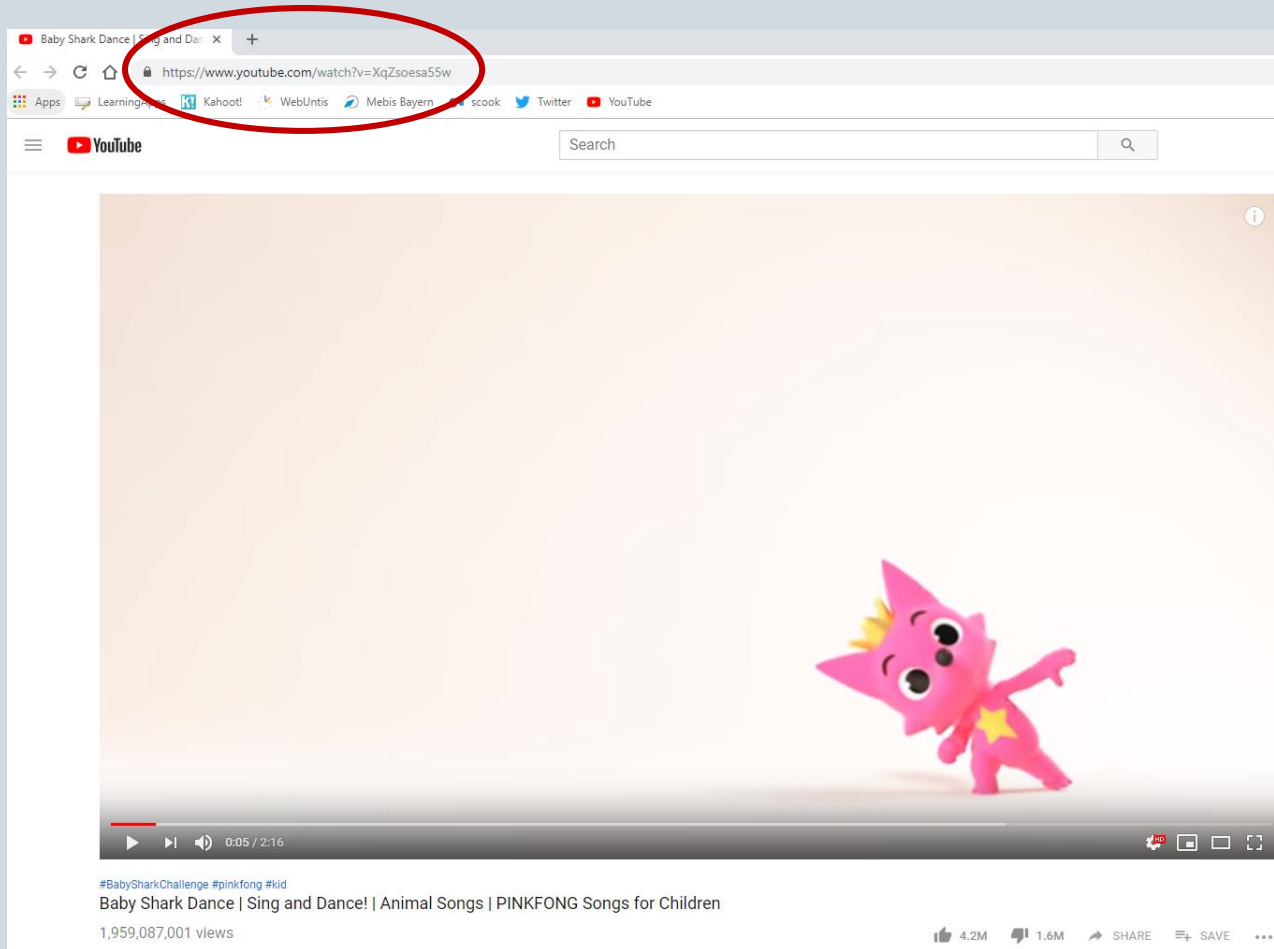 Baby Shark Dance | Sing and Dan
https://www.youtube.com/watch?v=XqZsoesa55w
Apps LearningApps Kahoot! WebUntis Mebis Bayern scook Twitter YouTube
YouTube Search
HD
0:05 / 2:16
#BabySharkChallenge #pinkfong #kid
Baby Shark Dance | Sing and Dance! | Animal Songs | PINKFONG Songs for Children
1,959,087,001 views 4.2M 1.6M SHARE SAVE